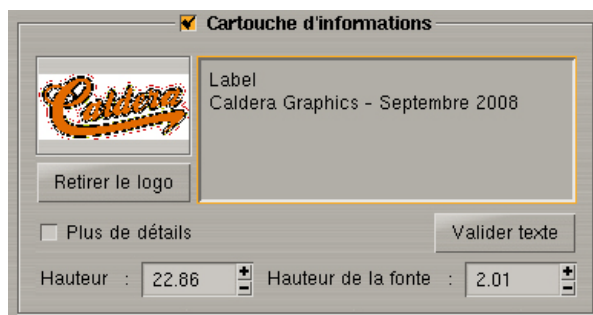 Cartouche d'informations
Caldera
Label
Caldera Graphics - Septembre 2008
Retirer le logo
Plus de détails
Valider texte
Hauteur : 22.86 Hauteur de la fonte : 2.01